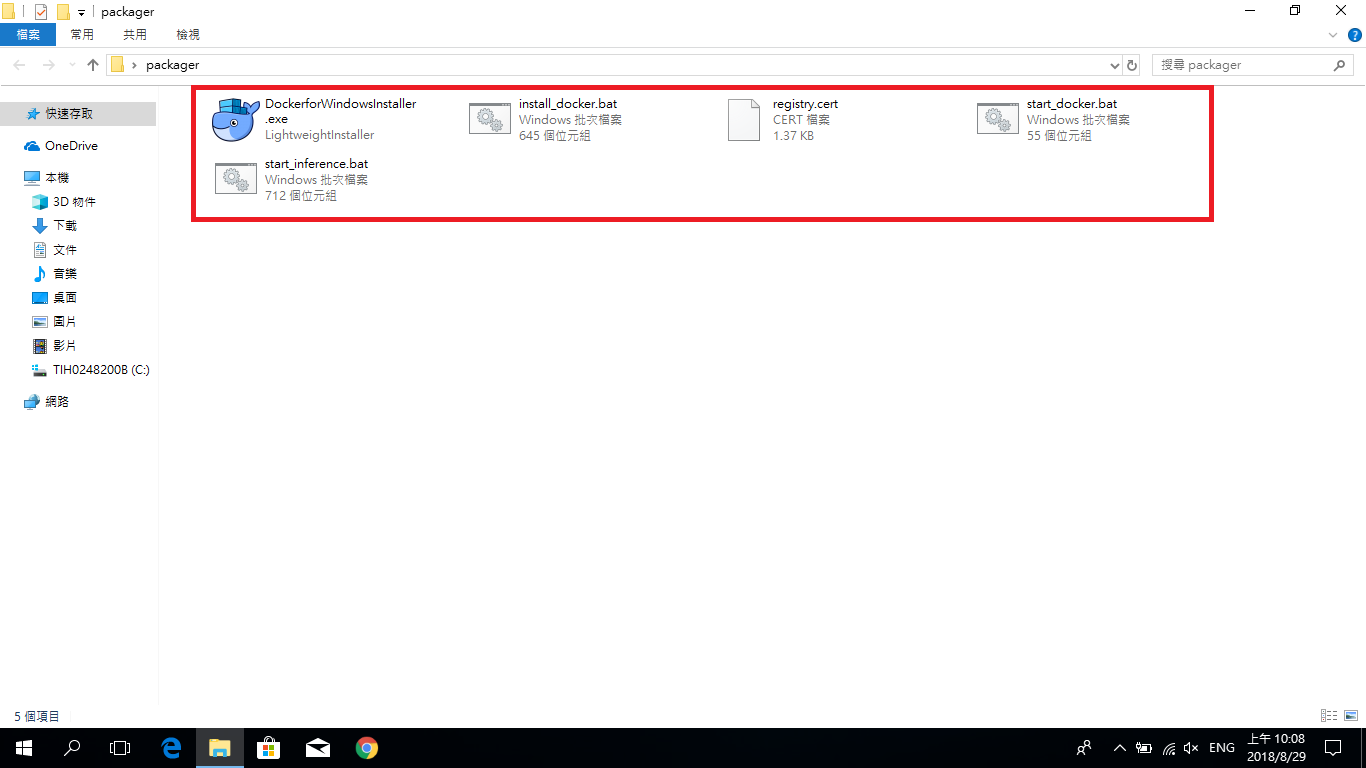 packager
檔案
常用
共用
檢視
packager
搜尋 packager
快速存取
OneDrive
本機
3D 物件
下載
文件
音樂
桌面
圖片
影片
TIH0248200B (C:)
網路
DockerforWindowsInstaller
.exe
LightweightInstaller
install_docker.bat
Windows 批次檔案
645 個位元組
registry.cert
CERT 檔案
1.37 KB
start_docker.bat
Windows 批次檔案
55 個位元組
start_inference.bat
Windows 批次檔案
712 個位元組
5 個項目
ENG
上午 10:08
2018/8/29